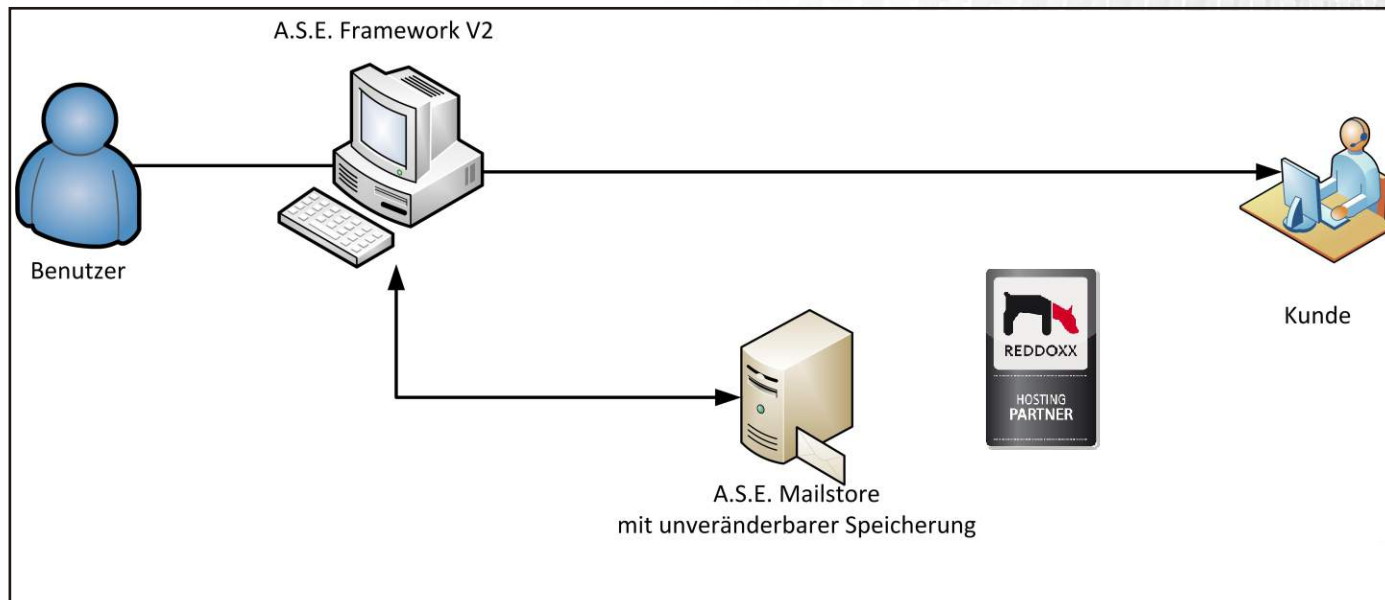 A.S.E. Framework V2
Benutzer
Kunde
REDDOXX
HOSTING
PARTNER
A.S.E. Mailstore
mit unveränderbarer Speicherung